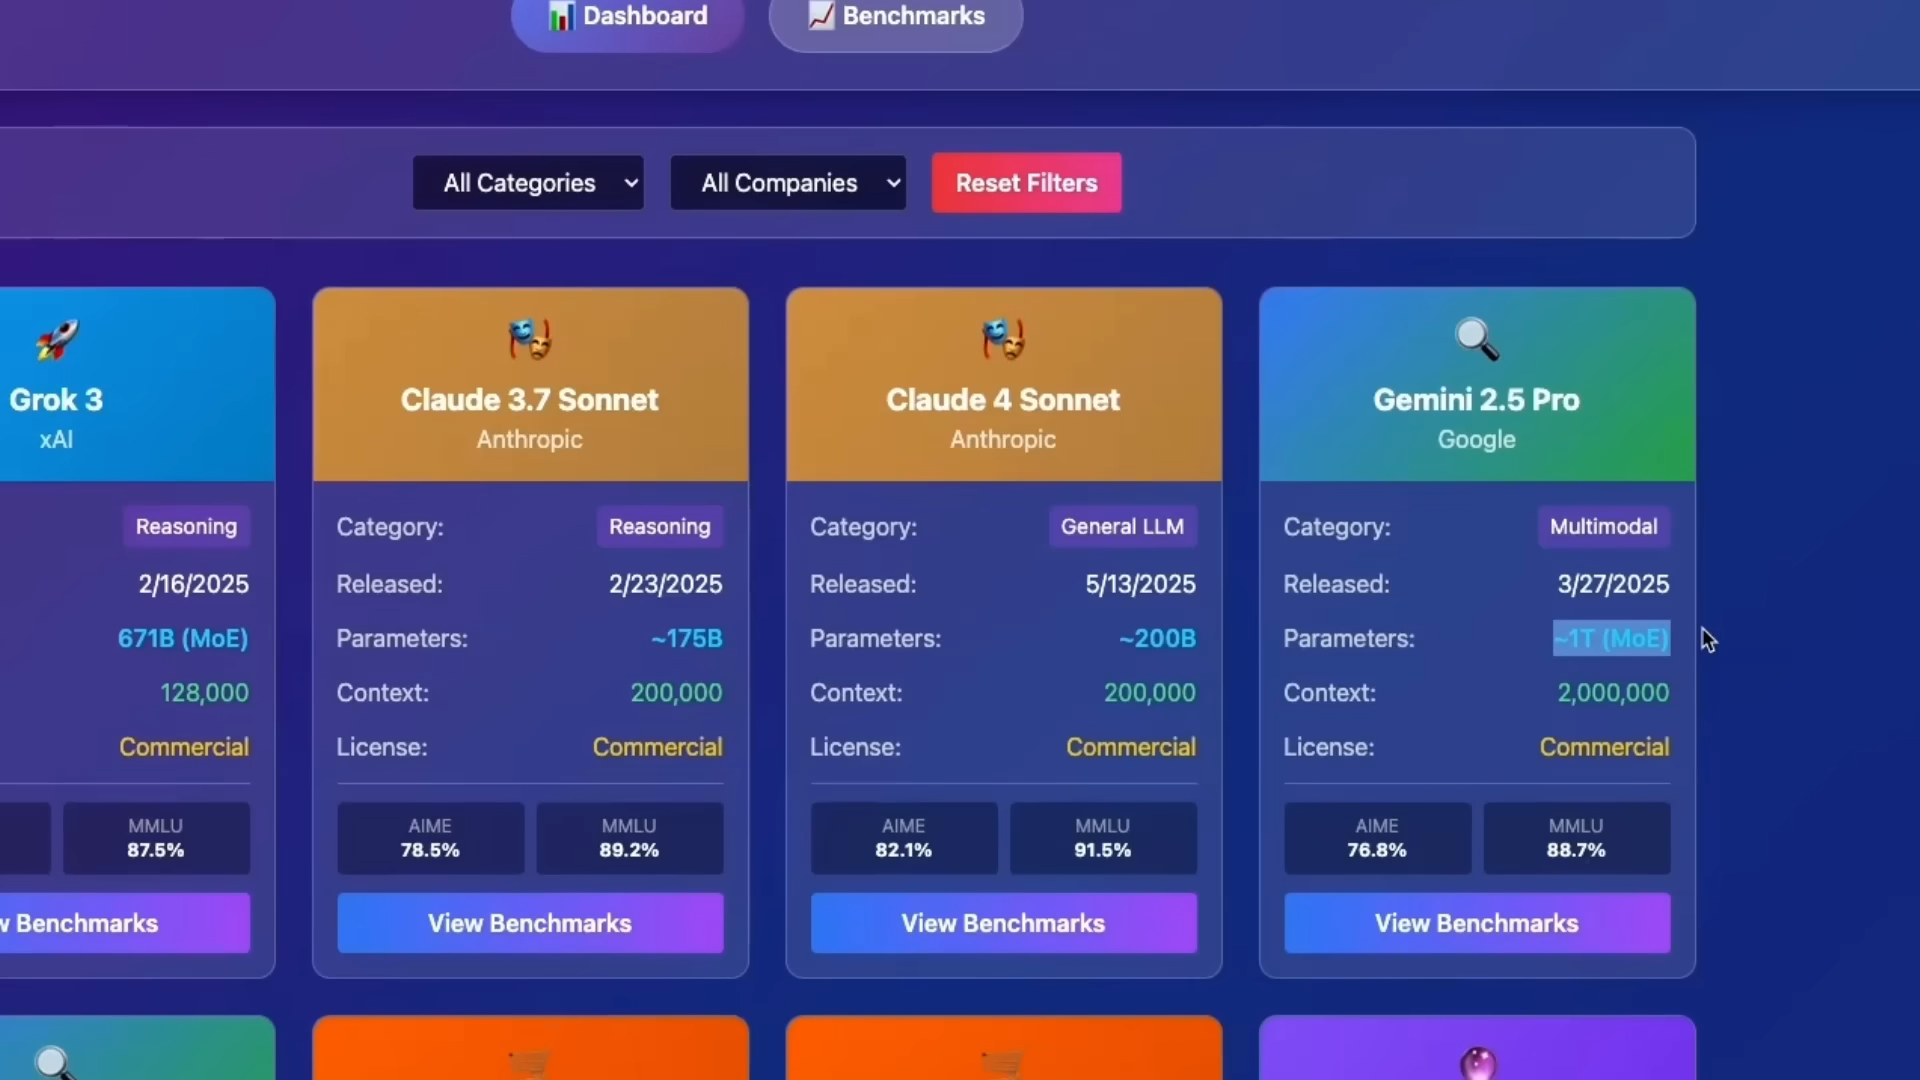 Dashboard
Benchmarks
All Categories
All Companies
Reset Filters
Grok 3
xAI
Reasoning
2/16/2025
671B (MoE)
128,000
Commercial
MMLU
87.5%
Benchmarks
Claude 3.7 Sonnet
Anthropic
Category: Reasoning
Released: 2/23/2025
Parameters: ~175B
Context: 200,000
License: Commercial
AIME MMLU
78.5% 89.2%
View Benchmarks
Claude 4 Sonnet
Anthropic
Category: General LLM
Released: 5/13/2025
Parameters: ~200B
Context: 200,000
License: Commercial
AIME MMLU
82.1% 91.5%
View Benchmarks
Gemini 2.5 Pro
Google
Category: Multimodal
Released: 3/27/2025
Parameters: ~1T (MoE)
Context: 2,000,000
License: Commercial
AIME MMLU
76.8% 88.7%
View Benchmarks